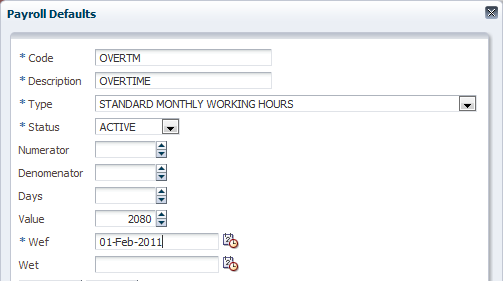 Payroll Defaults
* Code OVERTM
* Description OVERTIME
* Type STANDARD MONTHLY WORKING HOURS
* Status ACTIVE
Numerator
Denomenator
Days
Value 2080
* Wef 01-Feb-2011
Wet